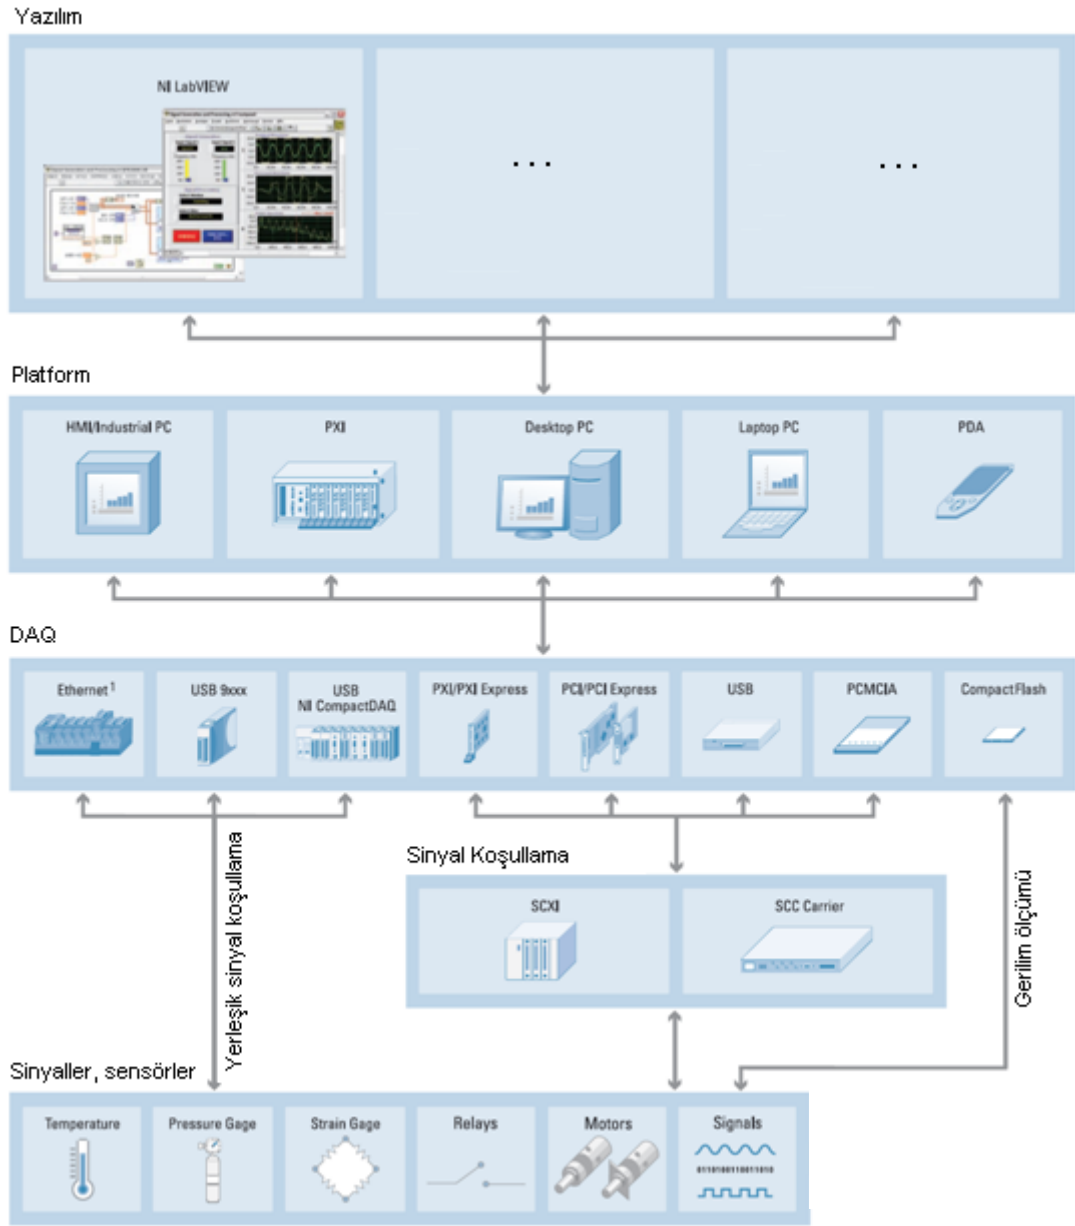 Yazılım
NI LabVIEW
...
...
Platform
HMI/Industrial PC
PXI
Desktop PC
Laptop PC
PDA
DAQ
Ethernet¹
USB 9xxx
USB
NI CompactDAQ
PXI/PXI Express
PCI/PCI Express
USB
PCMCIA
CompactFlash
Yerleşik sinyal koşullama
Sinyal Koşullama
SCXI
SCC Carrier
Gerilim ölçümü
Sinyaller, sensörler
Temperature
Pressure Gage
Strain Gage
Relays
Motors
Signals
0110100110011010